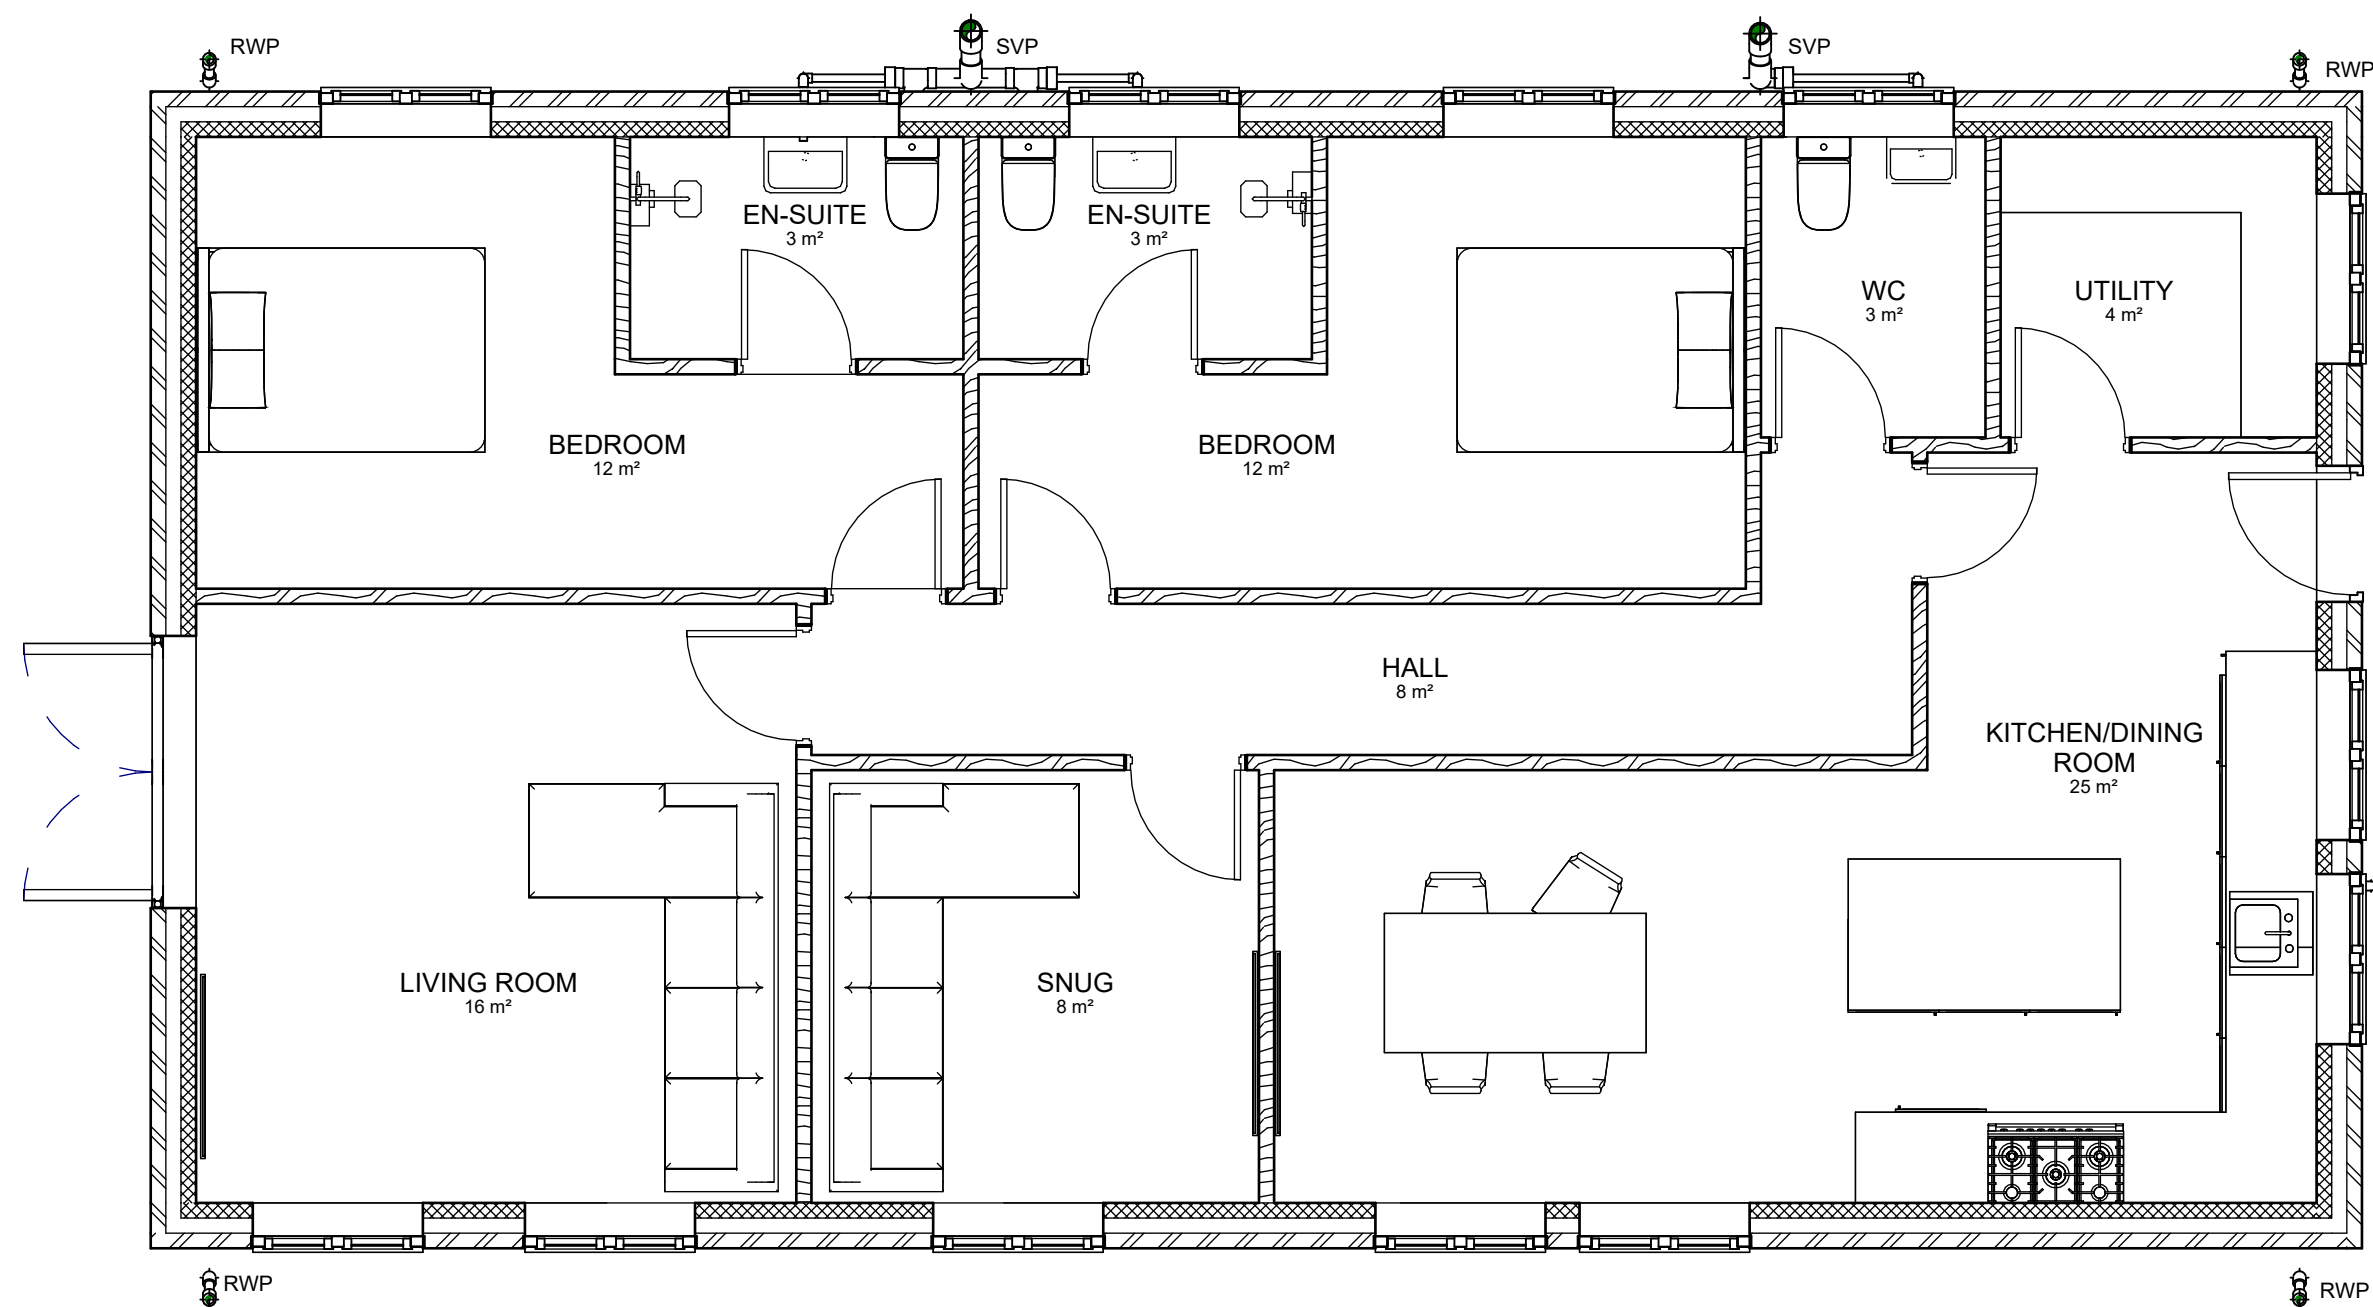 RWP
SVP
SVP
RWP
EN-SUITE
3 m²
EN-SUITE
3 m²
WC
3 m²
UTILITY
4 m²
BEDROOM
12 m²
BEDROOM
12 m²
HALL
8 m²
KITCHEN/DINING
ROOM
25 m²
LIVING ROOM
16 m²
SNUG
8 m²
RWP
RWP